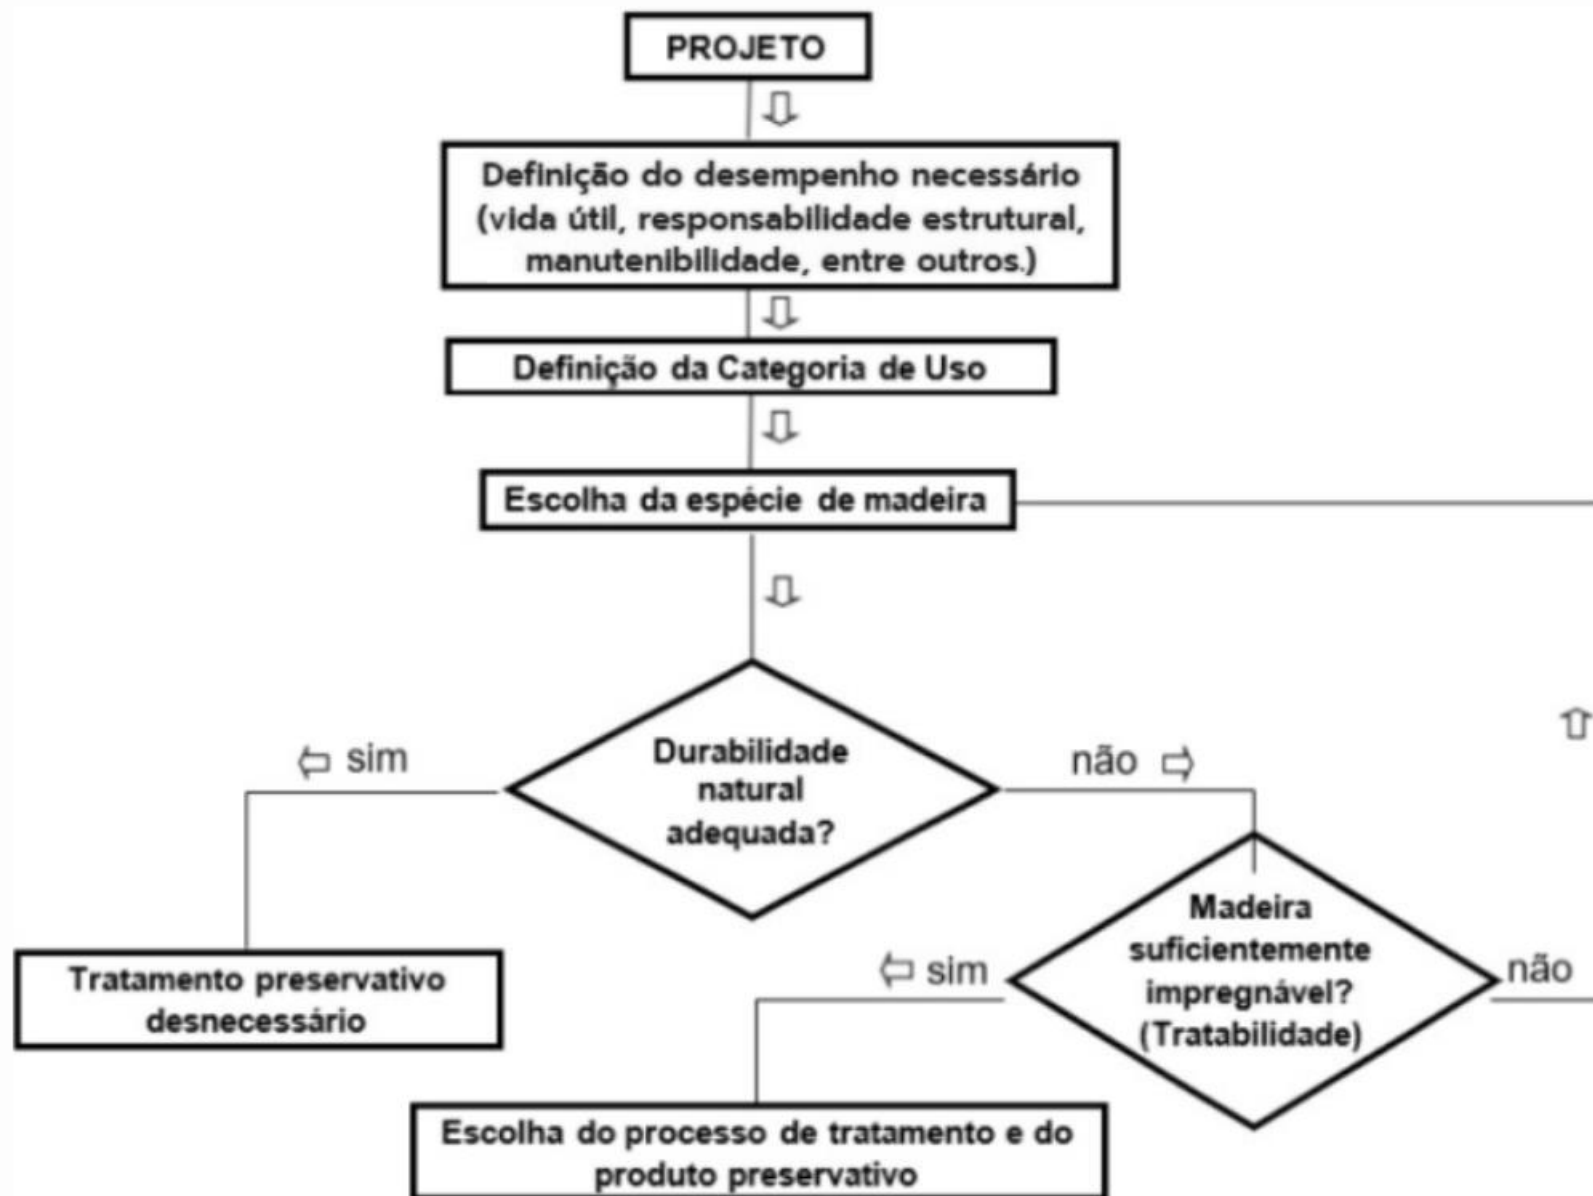 PROJETO
Definição do desempenho necessário
(vida útil, responsabilidade estrutural,
manutenibilidade, entre outros.)
Definição da Categoria de Uso
Escolha da espécie de madeira
sim
Durabilidade
natural
adequada?
não
Madeira
suficientemente
impregnável?
(Tratabilidade)
sim
não
Tratamento preservativo
desnecessário
Escolha do processo de tratamento e do
produto preservativo